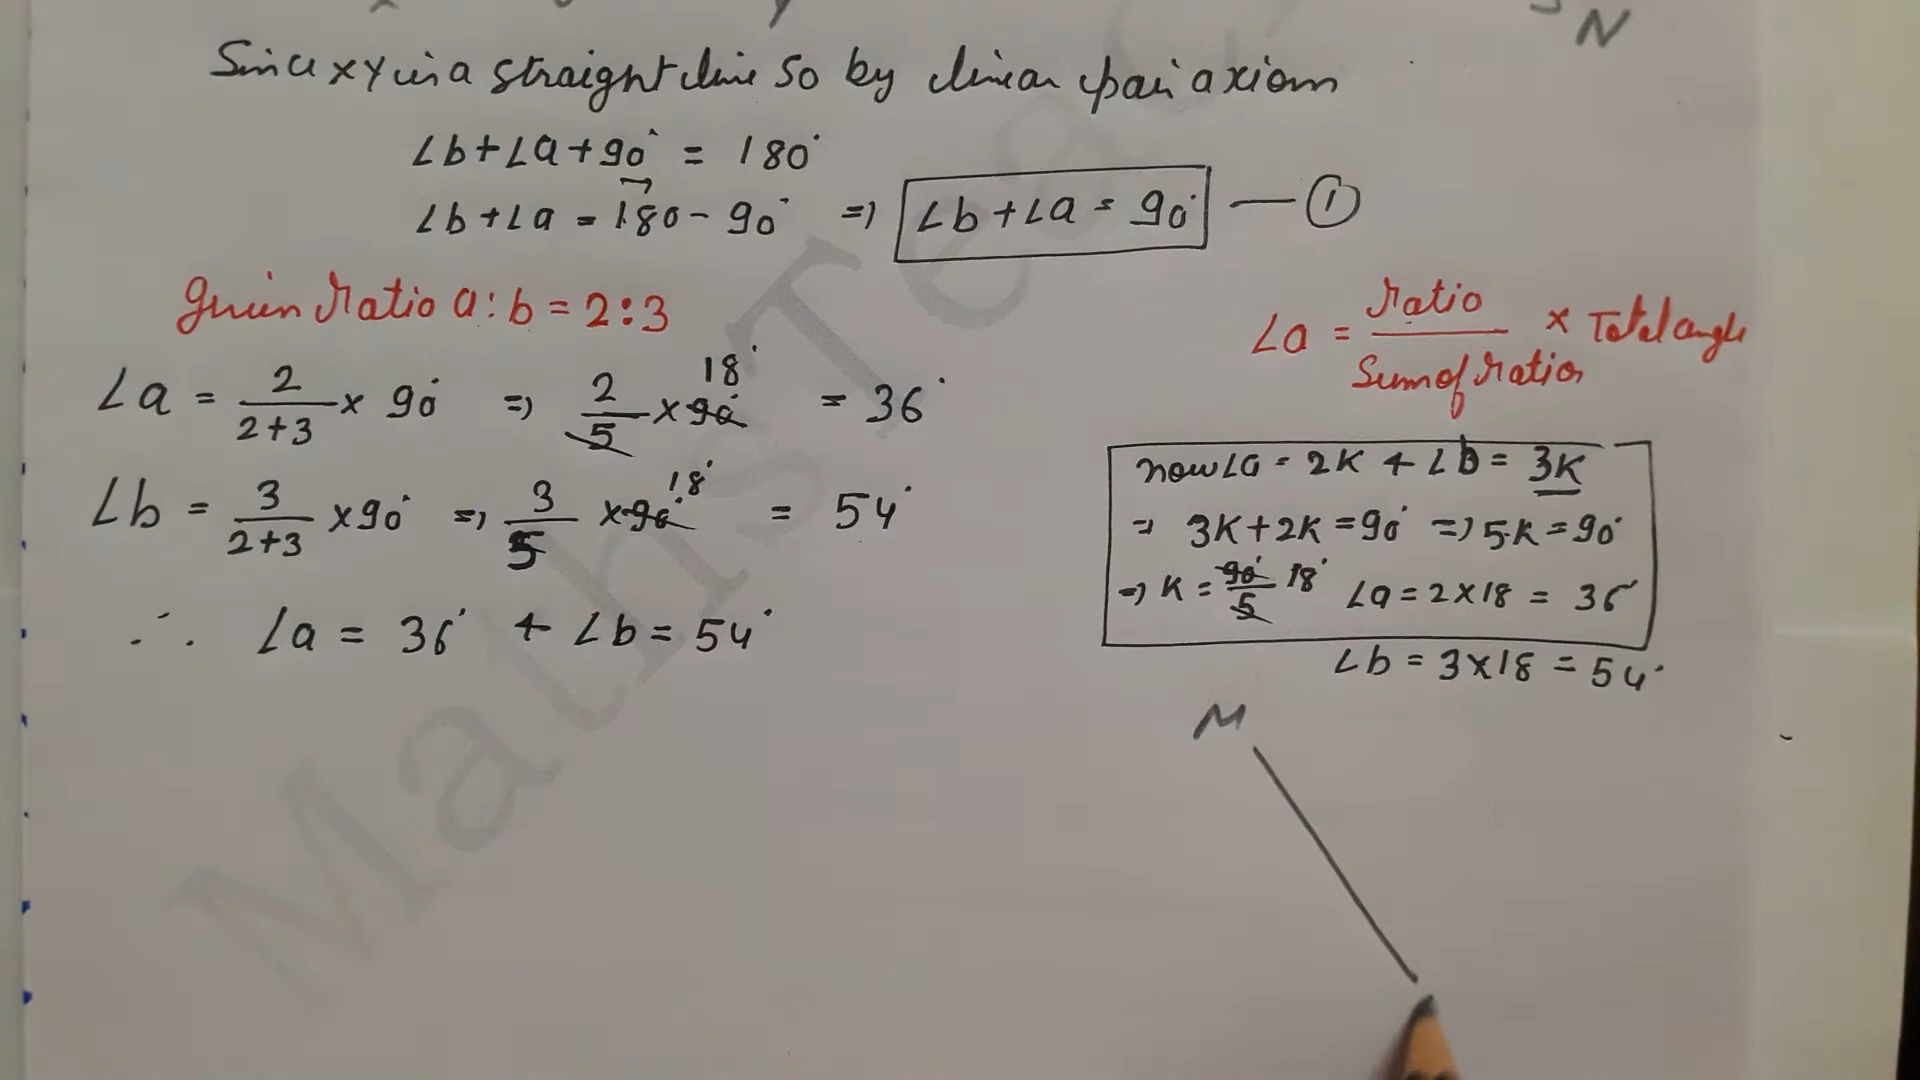 N
Since xy is a straight line so by linear pair axiom
∠b+∠a+90° = 180°
∠b+∠a = 180 - 90° ⇒ ∠b+∠a = 90° — ①
given ratio a:b = 2:3
∠a = ratio / Sum of ratios × Total angle
∠a = 2/(2+3) × 90° ⇒ 2/5 × 90° 18° = 36°
∠b = 3/(2+3) × 90° ⇒ 3/5 × 90° 18° = 54°
∴ ∠a = 36° + ∠b = 54°
now ∠a = 2K + ∠b = 3K
⇒ 3K+2K = 90° ⇒ 5K = 90°
⇒ K = 90°/5 18° ∠a = 2×18 = 36°
∠b = 3×18 = 54°
M